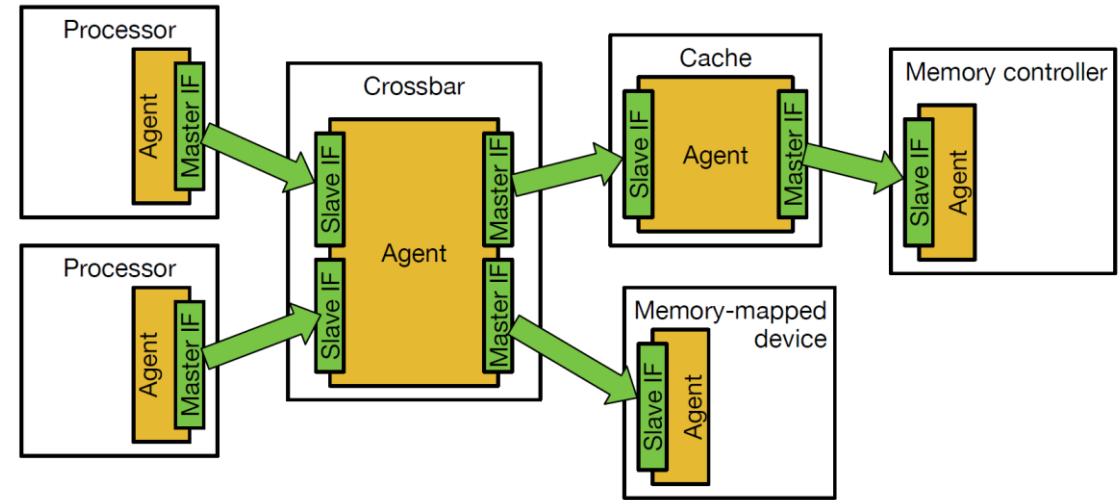 Processor
Agent
Master IF
Processor
Agent
Master IF
Crossbar
Slave IF
Slave IF
Agent
Master IF
Master IF
Cache
Slave IF
Agent
Master IF
Memory controller
Slave IF
Agent
Memory-mapped
device
Slave IF
Agent